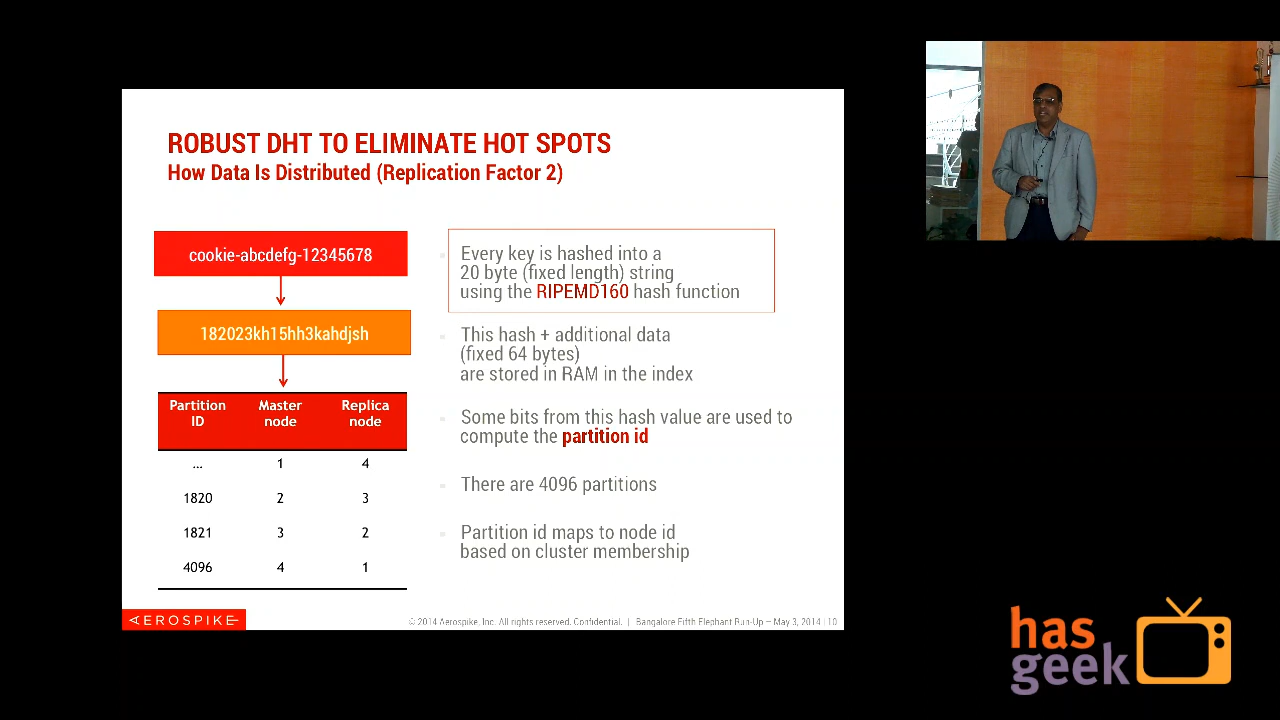 ROBUST DHT TO ELIMINATE HOT SPOTS
How Data Is Distributed (Replication Factor 2)
cookie-abcdefg-12345678
182023kh15hh3kahdjsh
Partition ID Master node Replica node
... 1 4
1820 2 3
1821 3 2
4096 4 1
Every key is hashed into a
20 byte (fixed length) string
using the RIPEMD160 hash function
This hash + additional data
(fixed 64 bytes)
are stored in RAM in the index
Some bits from this hash value are used to
compute the partition id
There are 4096 partitions
Partition id maps to node id
based on cluster membership
AEROSPIKE
© 2014 Aerospike, Inc. All rights reserved. Confidential. | Bangalore Fifth Elephant Run-Up – May 3, 2014 | 10
has
geek